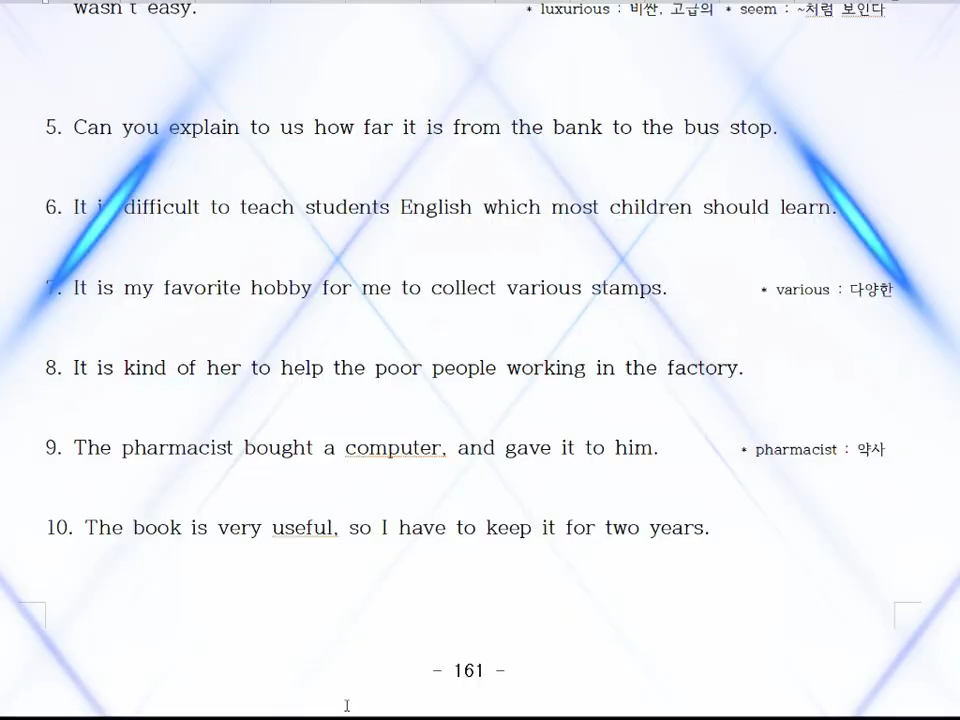 wasn't easy. * luxurious : 비싼, 고급의 * seem : ~처럼 보인다
5. Can you explain to us how far it is from the bank to the bus stop.
6. It is difficult to teach students English which most children should learn.
7. It is my favorite hobby for me to collect various stamps. * various : 다양한
8. It is kind of her to help the poor people working in the factory.
9. The pharmacist bought a computer, and gave it to him. * pharmacist : 약사
10. The book is very useful, so I have to keep it for two years.
- 161 -